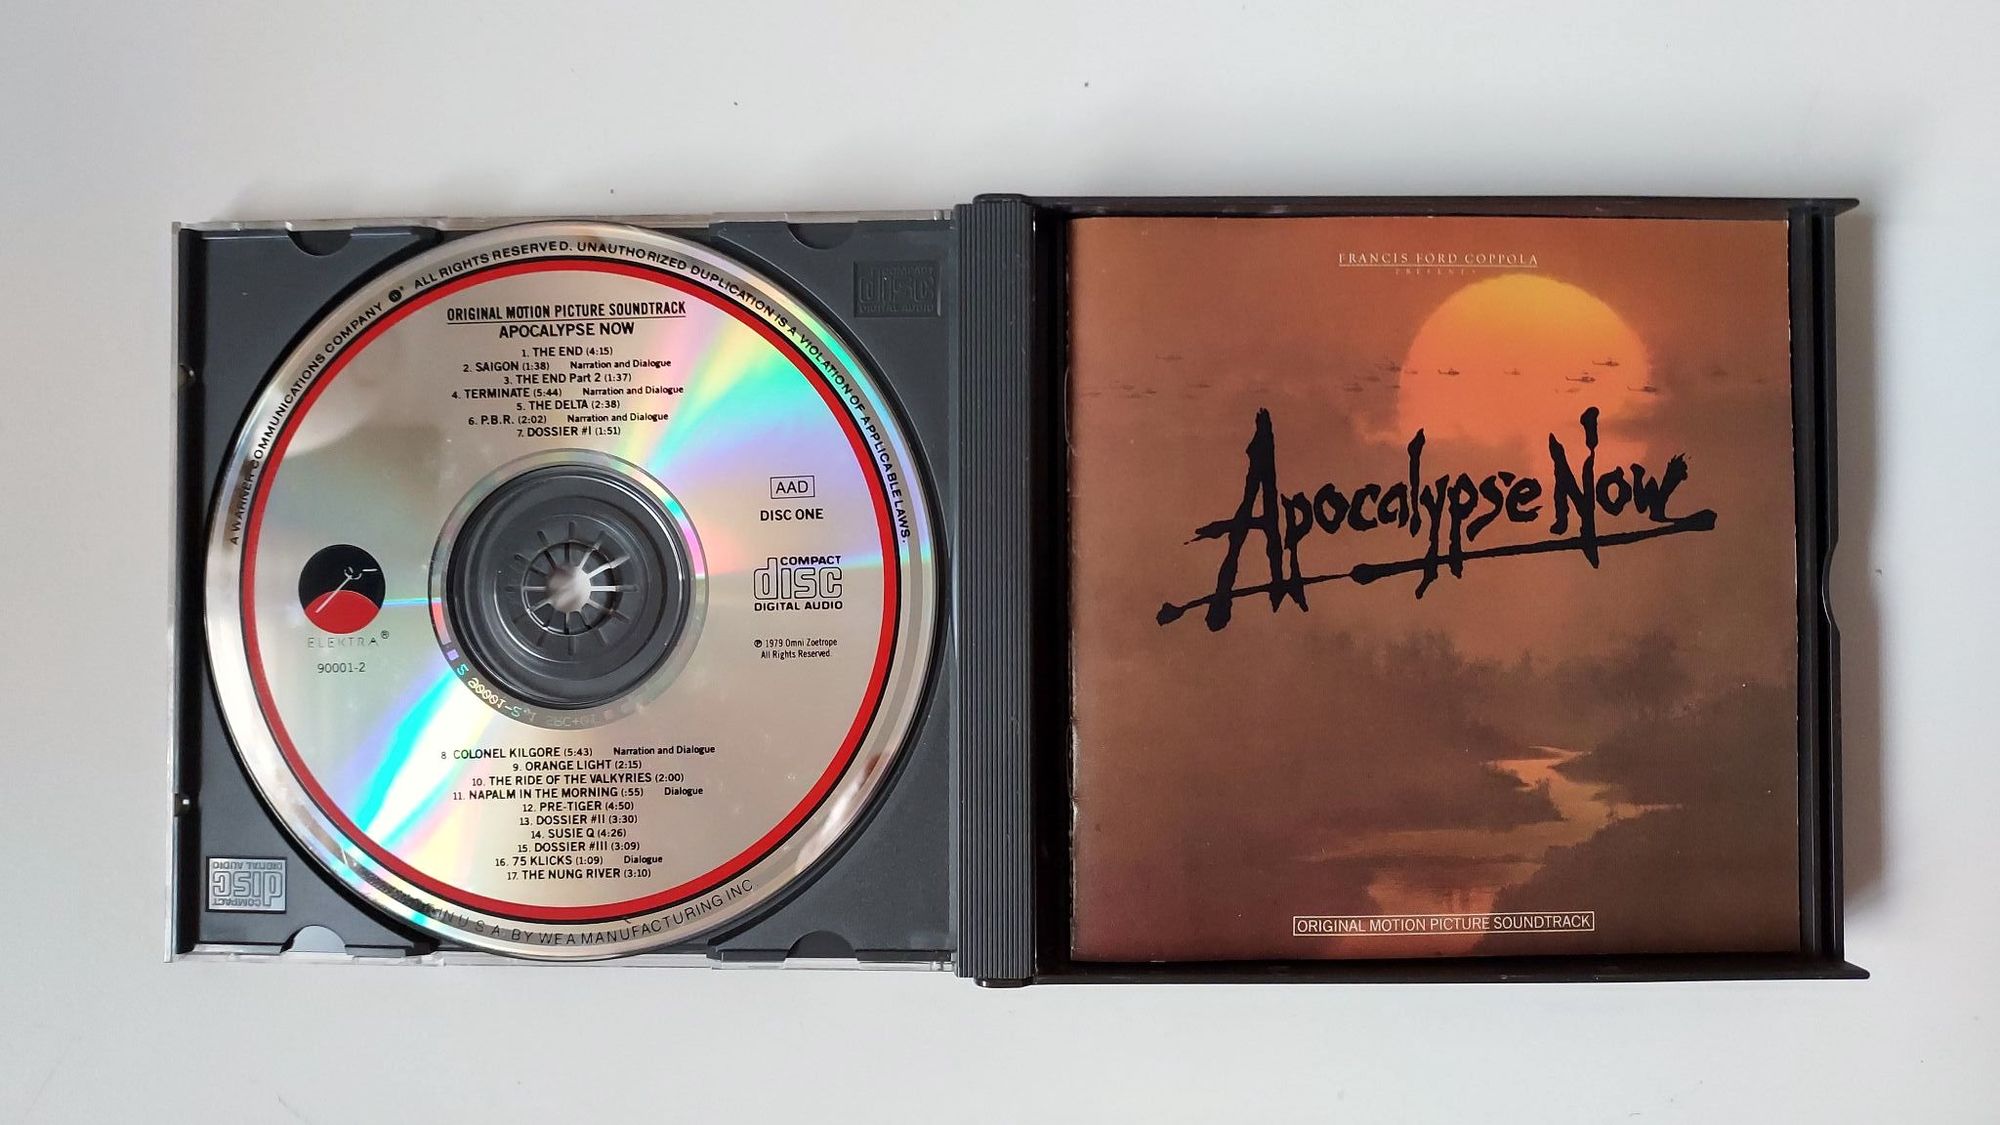 A WARNER COMMUNICATIONS COMPANY ALL RIGHTS RESERVED. UNAUTHORIZED DUPLICATION IS A VIOLATION OF APPLICABLE LAWS.
ORIGINAL MOTION PICTURE SOUNDTRACK
APOCALYPSE NOW
1. THE END (4:15)
2. SAIGON (1:38) Narration and Dialogue
3. THE END Part 2 (1:37)
4. TERMINATE (5:44) Narration and Dialogue
5. THE DELTA (2:38)
6. P.B.R. (2:02) Narration and Dialogue
7. DOSSIER #I (1:51)
AAD
DISC ONE
COMPACT
disc
DIGITAL AUDIO
ELEKTRA®
90001-2
℗ 1979 Omni Zoetrope
All Rights Reserved.
8 COLONEL KILGORE (5:43) Narration and Dialogue
9. ORANGE LIGHT (2:15)
10. THE RIDE OF THE VALKYRIES (2:00)
11. NAPALM IN THE MORNING (:55) Dialogue
12. PRE-TIGER (4:50)
13. DOSSIER #II (3:30)
14. SUSIE Q (4:26)
15. DOSSIER #III (3:09)
16. 75 KLICKS (1:09) Dialogue
17. THE NUNG RIVER (3:10)
IN U.S.A. BY WEA MANUFACTURING INC.
COMPACT
disc
DIGITAL AUDIO
COMPACT
disc
DIGITAL AUDIO
FRANCIS FORD COPPOLA
PRESENTS
Apocalypse Now
ORIGINAL MOTION PICTURE SOUNDTRACK